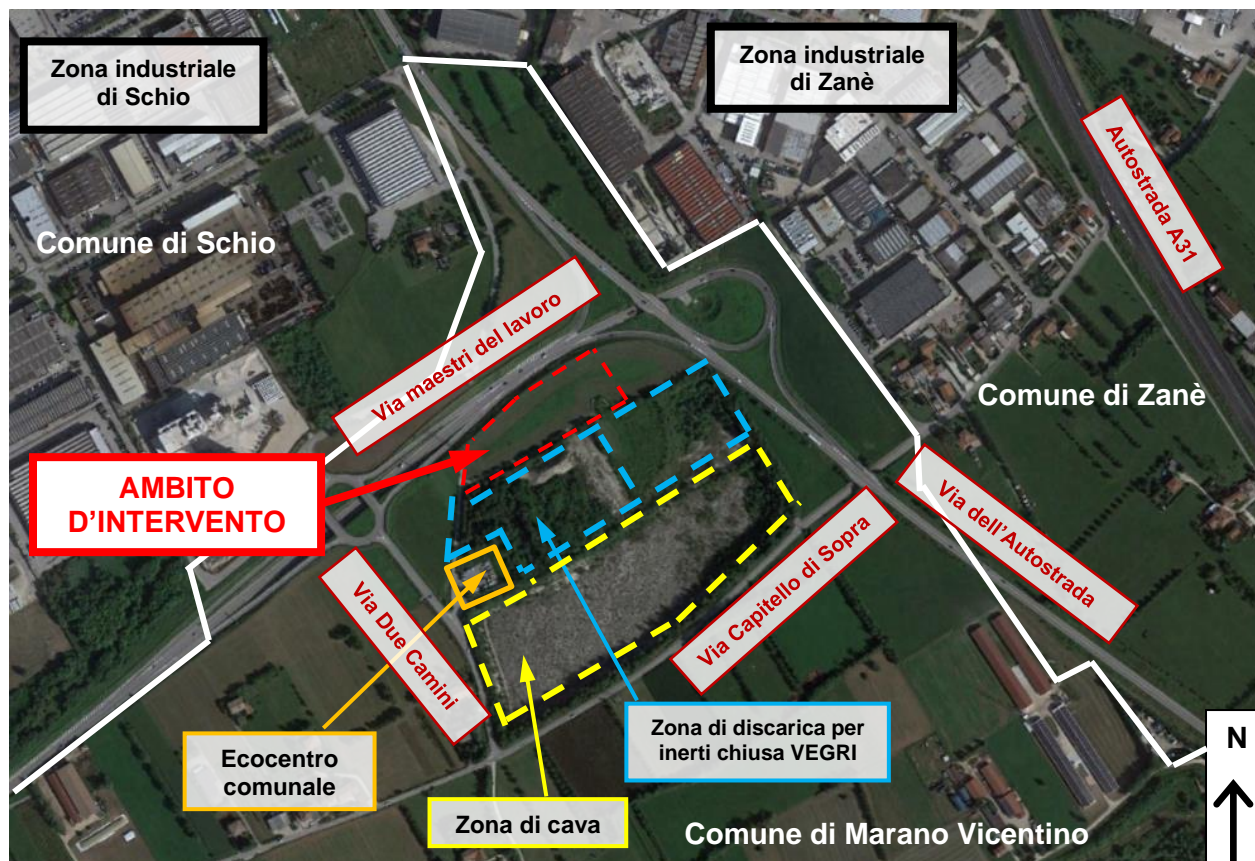 Zona industriale
di Schio
Zona industriale
di Zanè
Autostrada A31
Comune di Schio
Via maestri del lavoro
Comune di Zanè
AMBITO
D'INTERVENTO
Via Due Camini
Via Capitello di Sopra
Via dell'Autostrada
Ecocentro
comunale
Zona di discarica per
inerti chiusa VEGRI
Zona di cava
Comune di Marano Vicentino
N